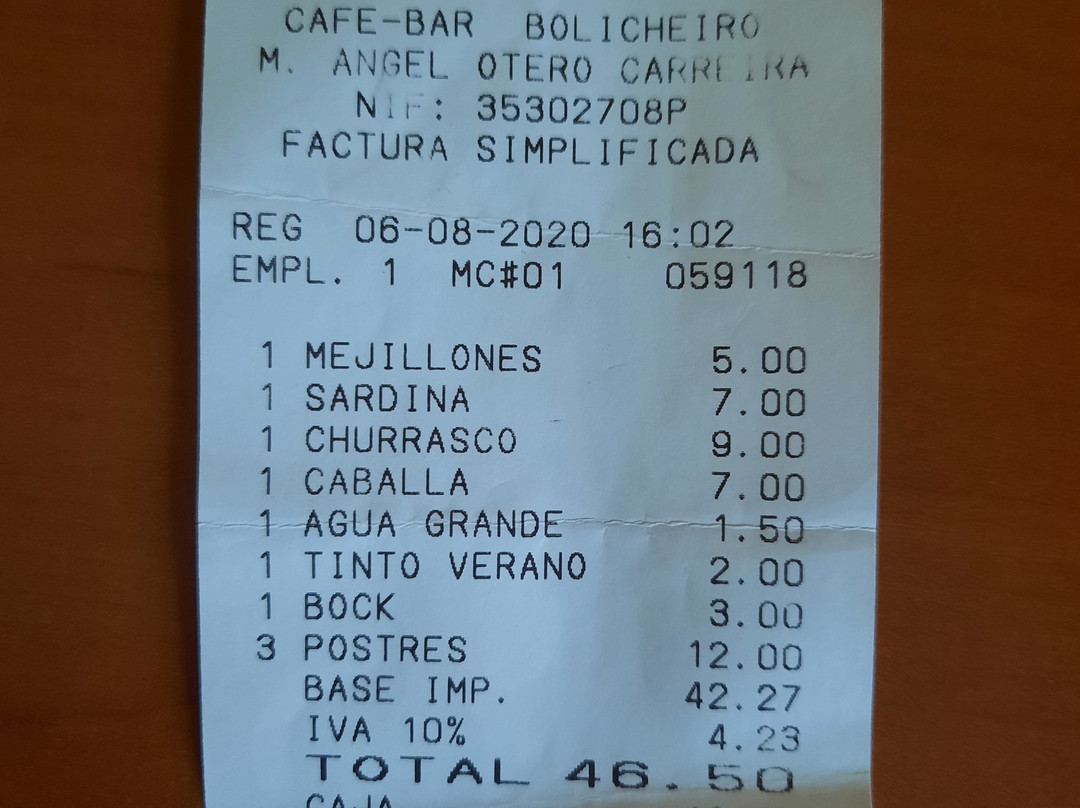 CAFE-BAR BOLICHEIRO
M. ANGEL OTERO CARREIRA
NIF: 35302708P
FACTURA SIMPLIFICADA
REG 06-08-2020 16:02
EMPL. 1 MC#01 059118
1 MEJILLONES 5.00
1 SARDINA 7.00
1 CHURRASCO 9.00
1 CABALLA 7.00
1 AGUA GRANDE 1.50
1 TINTO VERANO 2.00
1 BOCK 3.00
3 POSTRES 12.00
BASE IMP. 42.27
IVA 10% 4.23
TOTAL 46.50
CAJA